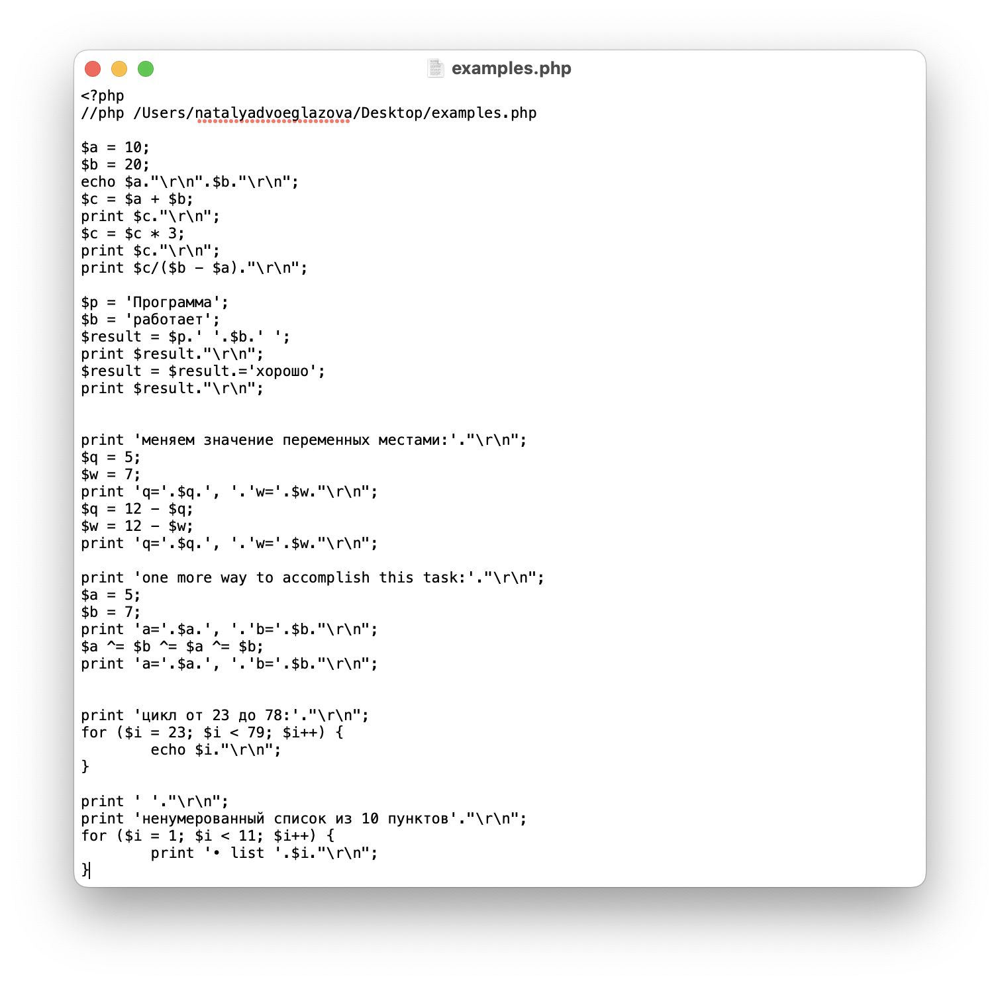 examples.php
<?php
//php /Users/natalyadvoeglazova/Desktop/examples.php
$a = 10;
$b = 20;
echo $a."\r\n".$b."\r\n";
$c = $a + $b;
print $c."\r\n";
$c = $c * 3;
print $c."\r\n";
print $c/($b - $a)."\r\n";
$p = 'Программа';
$b = 'работает';
$result = $p.' '.$b.' ';
print $result."\r\n";
$result = $result.='хорошо';
print $result."\r\n";
print 'меняем значение переменных местами:'."\r\n";
$q = 5;
$w = 7;
print 'q='.$q.', '.'w='.$w."\r\n";
$q = 12 - $q;
$w = 12 - $w;
print 'q='.$q.', '.'w='.$w."\r\n";
print 'one more way to accomplish this task:'."\r\n";
$a = 5;
$b = 7;
print 'a='.$a.', '.'b='.$b."\r\n";
$a ^= $b ^= $a ^= $b;
print 'a='.$a.', '.'b='.$b."\r\n";
print 'цикл от 23 до 78:'."\r\n";
for ($i = 23; $i < 79; $i++) {
        echo $i."\r\n";
}
print ' '."\r\n";
print 'ненумерованный список из 10 пунктов'."\r\n";
for ($i = 1; $i < 11; $i++) {
        print '• list '.$i."\r\n";
}